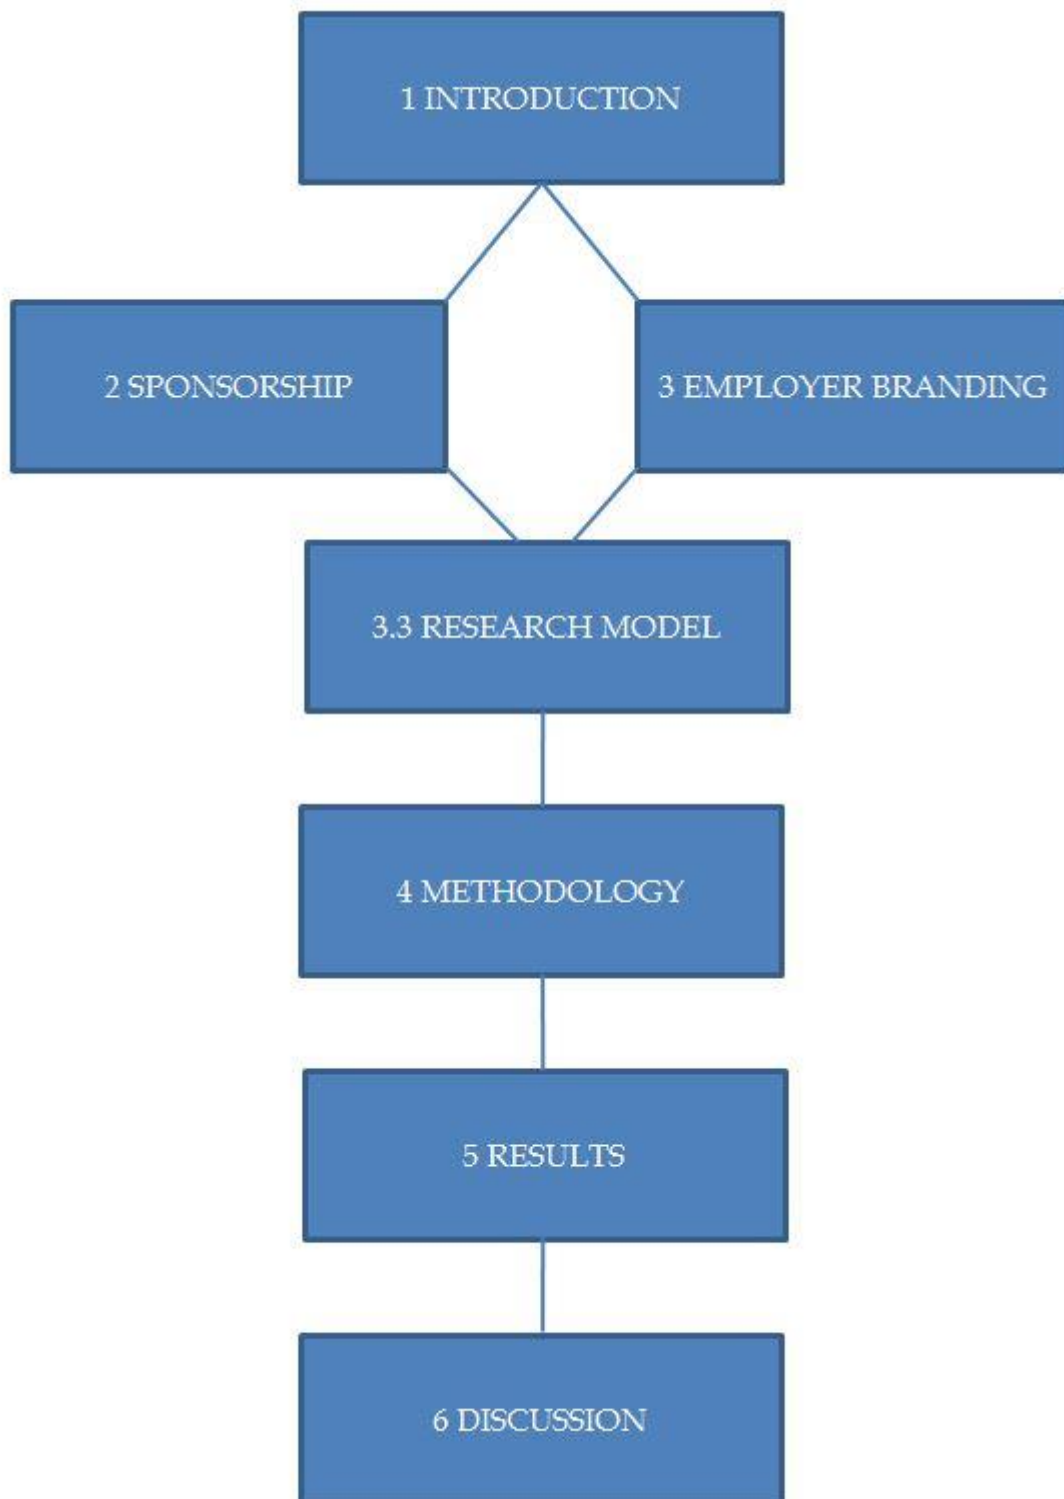 1 INTRODUCTION
2 SPONSORSHIP
3 EMPLOYER BRANDING
3.3 RESEARCH MODEL
4 METHODOLOGY
5 RESULTS
6 DISCUSSION